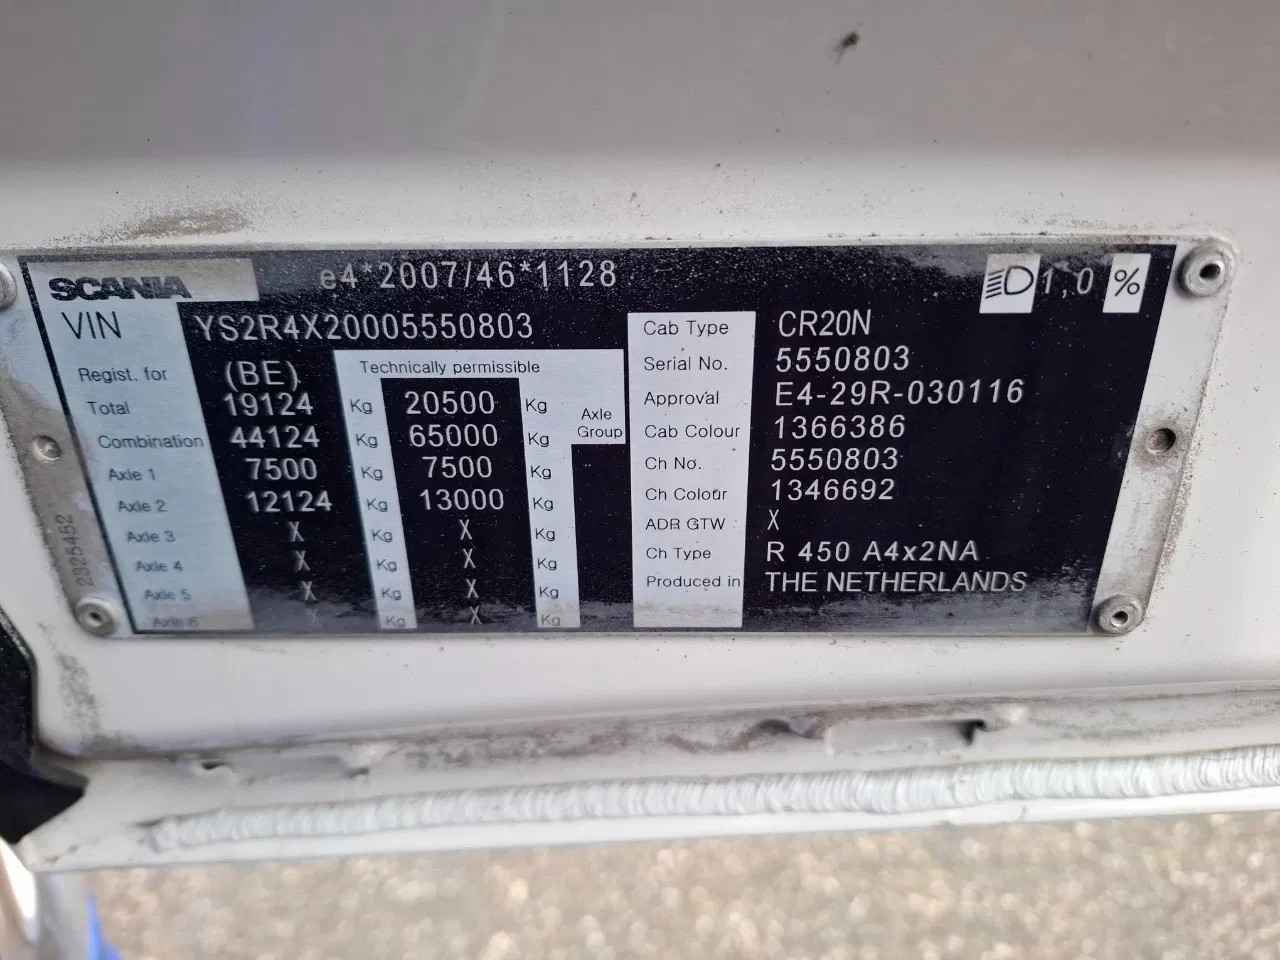 SCANIA e4*2007/46*1128 1,0 %
VIN YS2R4X20005550803
Regist. for (BE) Technically permissible
Total 19124 Kg 20500 Kg Axle Group
Combination 44124 Kg 65000 Kg
Axle 1 7500 Kg 7500 Kg
Axle 2 12124 Kg 13000 Kg
Axle 3 X Kg X Kg
Axle 4 X Kg X Kg
Axle 5 X Kg X Kg
Axle 6 X Kg X Kg
Cab Type CR20N
Serial No. 5550803
Approval E4-29R-030116
Cab Colour 1366386
Ch No. 5550803
Ch Colour 1346692
ADR GTW X
Ch Type R 450 A4x2NA
Produced in THE NETHERLANDS
2325452